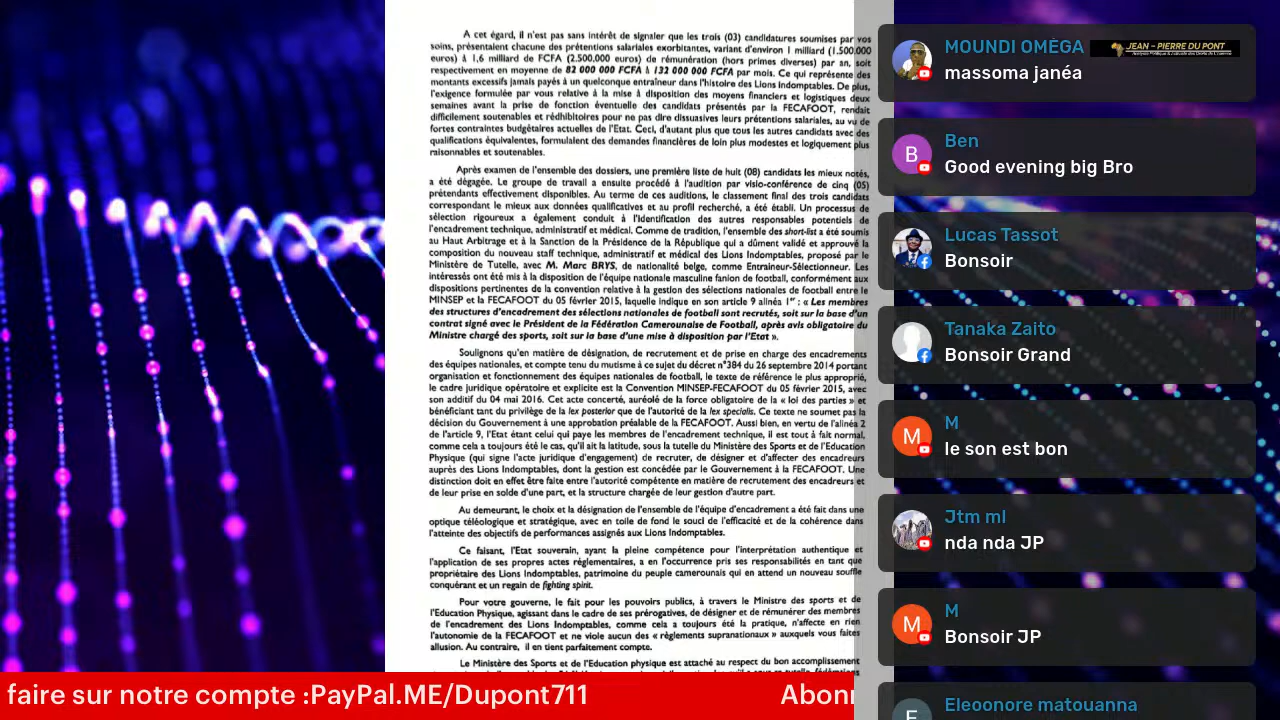 A cet égard, il n'est pas sans intérêt de signaler que les trois (03) candidatures soumises par vos
soins, présentaient chacune des prétentions salariales exorbitantes, variant d'environ 1 milliard (1.500.000
euros) à 1,6 milliard de FCFA (2.500.000 euros) de rémunération (hors primes diverses) par an, soit
respectivement en moyenne de 82 000 000 FCFA à 132 000 000 FCFA par mois. Ce qui représente des
montants excessifs jamais payés à un quelconque entraîneur dans l'histoire des Lions Indomptables. De plus,
l'exigence formulée par vous relative à la mise à disposition des moyens financiers et logistiques deux
semaines avant la prise de fonction éventuelle des candidats présentés par la FECAFOOT, rendait
difficilement soutenables et rédhibitoires pour ne pas dire dissuasives leurs prétentions salariales, au vu de
fortes contraintes budgétaires actuelles de l'Etat. Ceci, d'autant plus que tous les autres candidats avec des
qualifications équivalentes, formulaient des demandes financières de loin plus modestes et logiquement plus
raisonnables et soutenables.
Après examen de l'ensemble des dossiers, une première liste de huit (08) candidats les mieux notés,
a été dégagée. Le groupe de travail a ensuite procédé à l'audition par visio-conférence de cinq (05)
prétendants effectivement disponibles. Au terme de ces auditions, le classement final des trois candidats
correspondant le mieux aux données qualificatives et au profil recherché, a été établi. Un processus de
sélection rigoureux a également conduit à l'identification des autres responsables potentiels de
l'encadrement technique, administratif et médical. Comme de tradition, l'ensemble des short-list a été soumis
au Haut Arbitrage et à la Sanction de la Présidence de la République qui a dûment validé et approuvé la
composition du nouveau staff technique, administratif et médical des Lions Indomptables, proposé par le
Ministère de Tutelle, avec M. Marc BRYS, de nationalité belge, comme Entraineur-Sélectionneur. Les
intéressés ont été mis à la disposition de l'équipe nationale masculine fanion de football, conformément aux
dispositions pertinentes de la convention relative à la gestion des sélections nationales de football entre le
MINSEP et la FECAFOOT du 05 février 2015, laquelle indique en son article 9 alinéa 1er : « Les membres
des structures d'encadrement des sélections nationales de football sont recrutés, soit sur la base d'un
contrat signé avec le Président de la Fédération Camerounaise de Football, après avis obligatoire du
Ministre chargé des sports, soit sur la base d'une mise à disposition par l'Etat ».
Soulignons qu'en matière de désignation, de recrutement et de prise en charge des encadrements
des équipes nationales, et compte tenu du mutisme à ce sujet du décret n°384 du 26 septembre 2014 portant
organisation et fonctionnement des équipes nationales de football, le texte de référence le plus approprié,
le cadre juridique opératoire et explicite est la Convention MINSEP-FECAFOOT du 05 février 2015, avec
son additif du 04 mai 2016. Cet acte concerté, auréolé de la force obligatoire de la « loi des parties » et
bénéficiant tant du privilège de la lex posterior que de l'autorité de la lex specialis. Ce texte ne soumet pas la
décision du Gouvernement à une approbation préalable de la FECAFOOT. Aussi bien, en vertu de l'alinéa 2
de l'article 9, l'Etat étant celui qui paye les membres de l'encadrement technique, il est tout à fait normal,
comme cela a toujours été le cas, qu'il ait la latitude, sous la tutelle du Ministère des Sports et de l'Education
Physique (qui signe l'acte juridique d'engagement) de recruter, de désigner et d'affecter des encadreurs
auprès des Lions Indomptables, dont la gestion est concédée par le Gouvernement à la FECAFOOT. Une
distinction doit en effet être faite entre l'autorité compétente en matière de recrutement des encadreurs et
de leur prise en solde d'une part, et la structure chargée de leur gestion d'autre part.
Au demeurant, le choix et la désignation de l'ensemble de l'équipe d'encadrement a été fait dans une
optique téléologique et stratégique, avec en toile de fond le souci de l'efficacité et de la cohérence dans
l'atteinte des objectifs de performances assignés aux Lions Indomptables.
Ce faisant, l'Etat souverain, ayant la pleine compétence pour l'interprétation authentique et
l'application de ses propres actes réglementaires, a en l'occurrence pris ses responsabilités en tant que
propriétaire des Lions Indomptables, patrimoine du peuple camerounais qui en attend un nouveau souffle
conquérant et un regain de fighting spirit.
Pour votre gouverne, le fait pour les pouvoirs publics, à travers le Ministre des sports et de
l'Education Physique, agissant dans le cadre de ses prérogatives, de désigner et de rémunérer des membres
de l'encadrement des Lions Indomptables, comme cela a toujours été la pratique, n'affecte en rien
l'autonomie de la FECAFOOT et ne viole aucun des « règlements supranationaux » auxquels vous faites
allusion. Au contraire, il en tient parfaitement compte.
Le Ministère des Sports et de l'Education physique est attaché au respect du bon accomplissement
faire sur notre compte :PayPal.ME/Dupont711
Abonn
MOUNDI OMÈGA
JEAN - PIERRE DU PONT
massoma janéa
B
Ben
Good evening big Bro
Lucas Tassot
Bonsoir
Tanaka Zaito
Bonsoir Grand
M
M
le son est bon
Jtm ml
nda nda JP
M
M
Bonsoir JP
E
Eleoonore matouanna